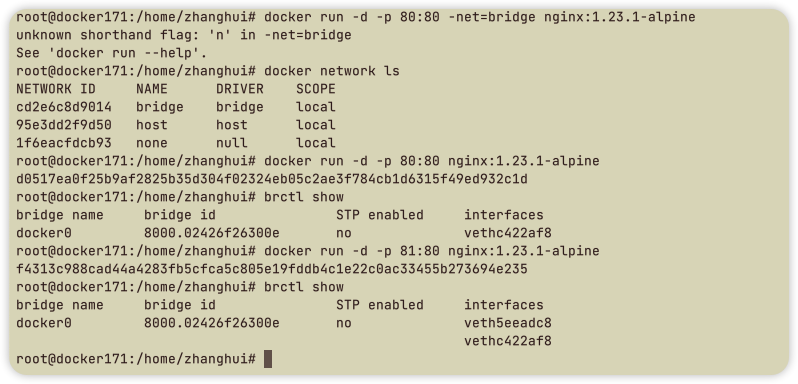 root@docker171:/home/zhanghui# docker run -d -p 80:80 -net=bridge nginx:1.23.1-alpine
unknown shorthand flag: 'n' in -net=bridge
See 'docker run --help'.
root@docker171:/home/zhanghui# docker network ls
NETWORK ID     NAME      DRIVER    SCOPE
cd2e6c8d9014   bridge    bridge    local
95e3dd2f9d50   host      host      local
1f6eacfdcb93   none      null      local
root@docker171:/home/zhanghui# docker run -d -p 80:80 nginx:1.23.1-alpine
d0517ea0f25b9af2825b35d304f02324eb05c2ae3f784cb1d6315f49ed932c1d
root@docker171:/home/zhanghui# brctl show
bridge name     bridge id               STP enabled     interfaces
docker0         8000.02426f26300e       no              vethc422af8
root@docker171:/home/zhanghui# docker run -d -p 81:80 nginx:1.23.1-alpine
f4313c988cad44a4283fb5cfca5c805e19fddb4c1e22c0ac33455b273694e235
root@docker171:/home/zhanghui# brctl show
bridge name     bridge id               STP enabled     interfaces
docker0         8000.02426f26300e       no              veth5eeadc8
                                                        vethc422af8
root@docker171:/home/zhanghui#